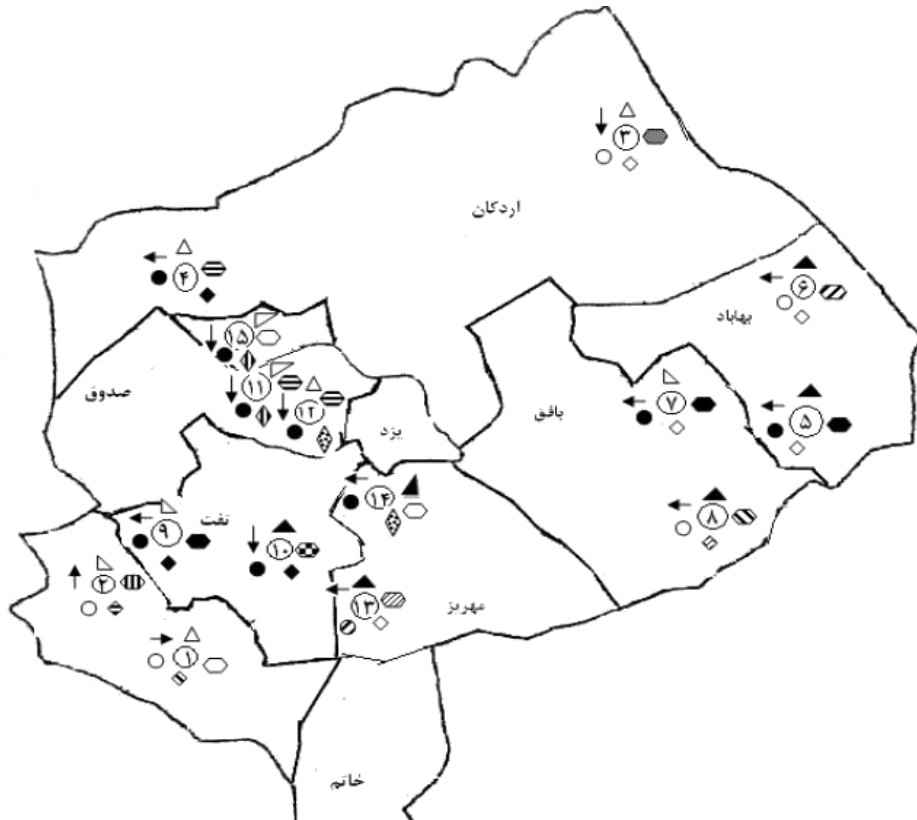 ۳
اردکان
۴
۶
بهاباد
۱۵
صدوق
۱۱
۱۲
یزد
بافق
۷
۵
۱۴
۸
تفت
۹
۱۰
۲
۱۳
مهریز
۱
خاتم